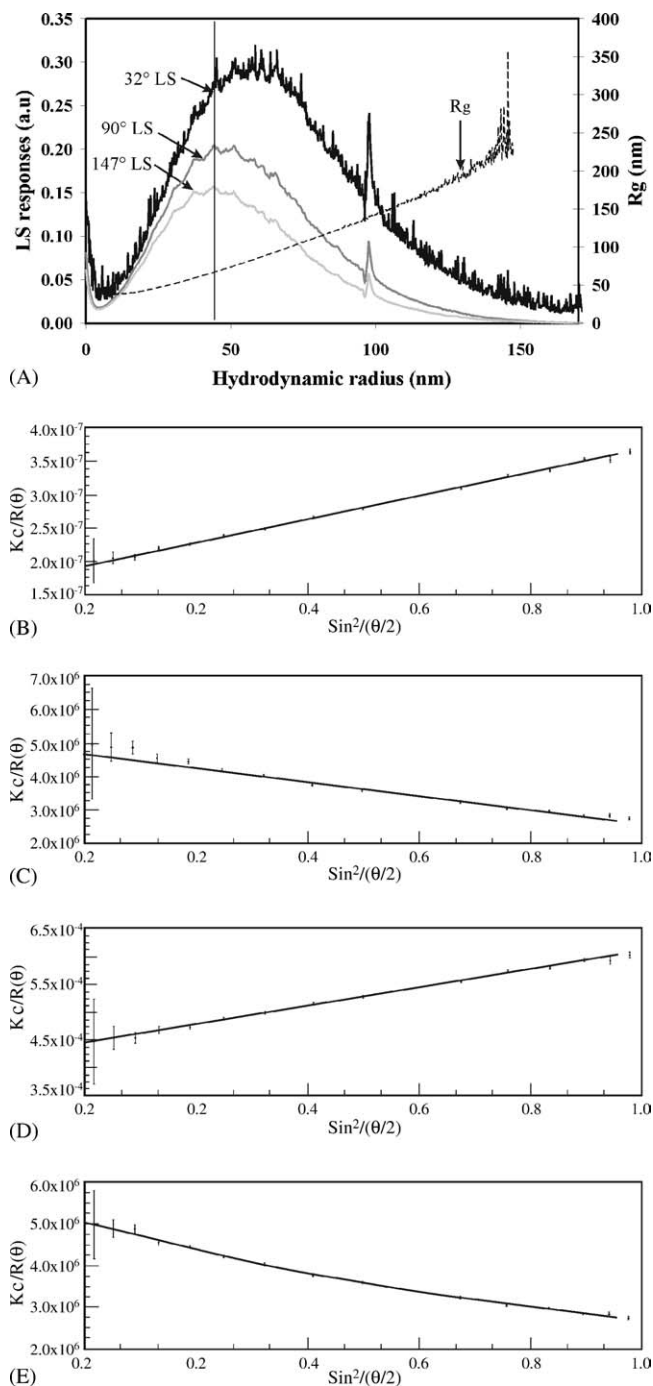 0.35 400
0.30 350
0.25 300
0.20 250
0.15 200
0.10 150
0.05 100
0.00 50
0
LS responses (a.u)
32° LS
90° LS
147° LS
Rg
Rg (nm)
0 50 100 150
Hydrodynamic radius (nm)
(A)
4.0x10-7
3.5x10-7
3.0x10-7
2.5x10-7
2.0x10-7
1.5x10-7
Kc/R(θ)
0.2 0.2 0.4 0.6 0.8 1.0
Sin²/(θ/2)
(B)
7.0x10⁶
6.0x10⁶
5.0x10⁶
4.0x10⁶
3.0x10⁶
2.0x10⁶
Kc/R(θ)
0.2 0.2 0.4 0.6 0.8 1.0
Sin²/(θ/2)
(C)
6.5x10-4
5.5x10-4
4.5x10-4
3.5x10-4
Kc/R(θ)
0.2 0.2 0.4 0.6 0.8 1.0
Sin²/(θ/2)
(D)
6.0x10⁶
5.0x10⁶
4.0x10⁶
3.0x10⁶
2.0x10⁶
Kc/R(θ)
0.2 0.2 0.4 0.6 0.8 1.0
Sin²/(θ/2)
(E)